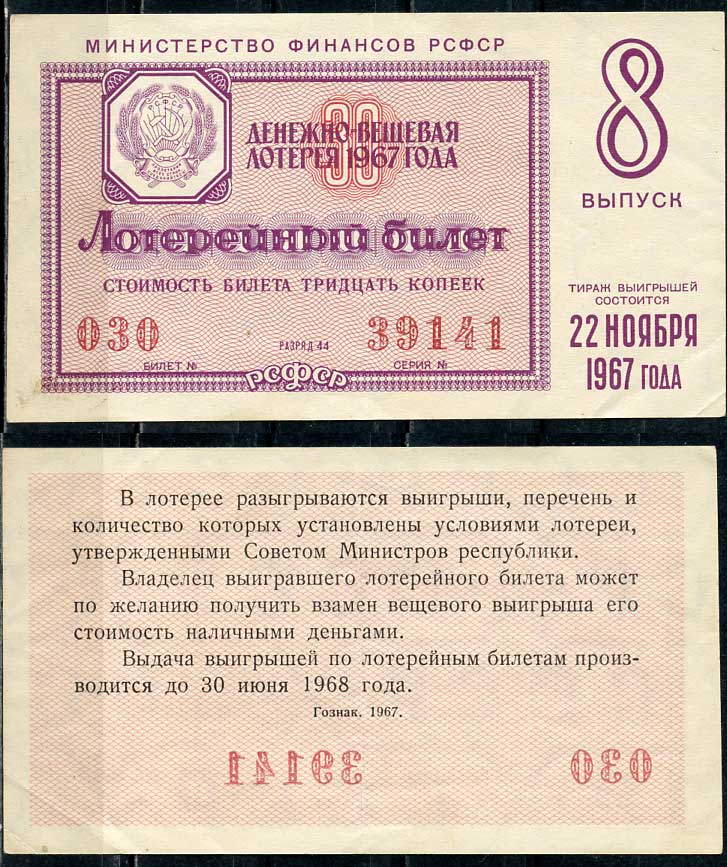 МИНИСТЕРСТВО ФИНАНСОВ РСФСР
8
ВЫПУСК
РСФСР
30
ДЕНЕЖНО-ВЕЩЕВАЯ
ЛОТЕРЕЯ 1967 ГОДА
Лотерейный билет
СТОИМОСТЬ БИЛЕТА ТРИДЦАТЬ КОПЕЕК
030 39141
РАЗРЯД 44
БИЛЕТ № СЕРИЯ №
РСФСР
ТИРАЖ ВЫИГРЫШЕЙ
СОСТОИТСЯ
22 НОЯБРЯ
1967 ГОДА
В лотерее разыгрываются выигрыши, перечень и
количество которых установлены условиями лотереи,
утвержденными Советом Министров республики.
Владелец выигравшего лотерейного билета может
по желанию получить взамен вещевого выигрыша его
стоимость наличными деньгами.
Выдача выигрышей по лотерейным билетам произ-
водится до 30 июня 1968 года.
Гознак. 1967.
39141 030